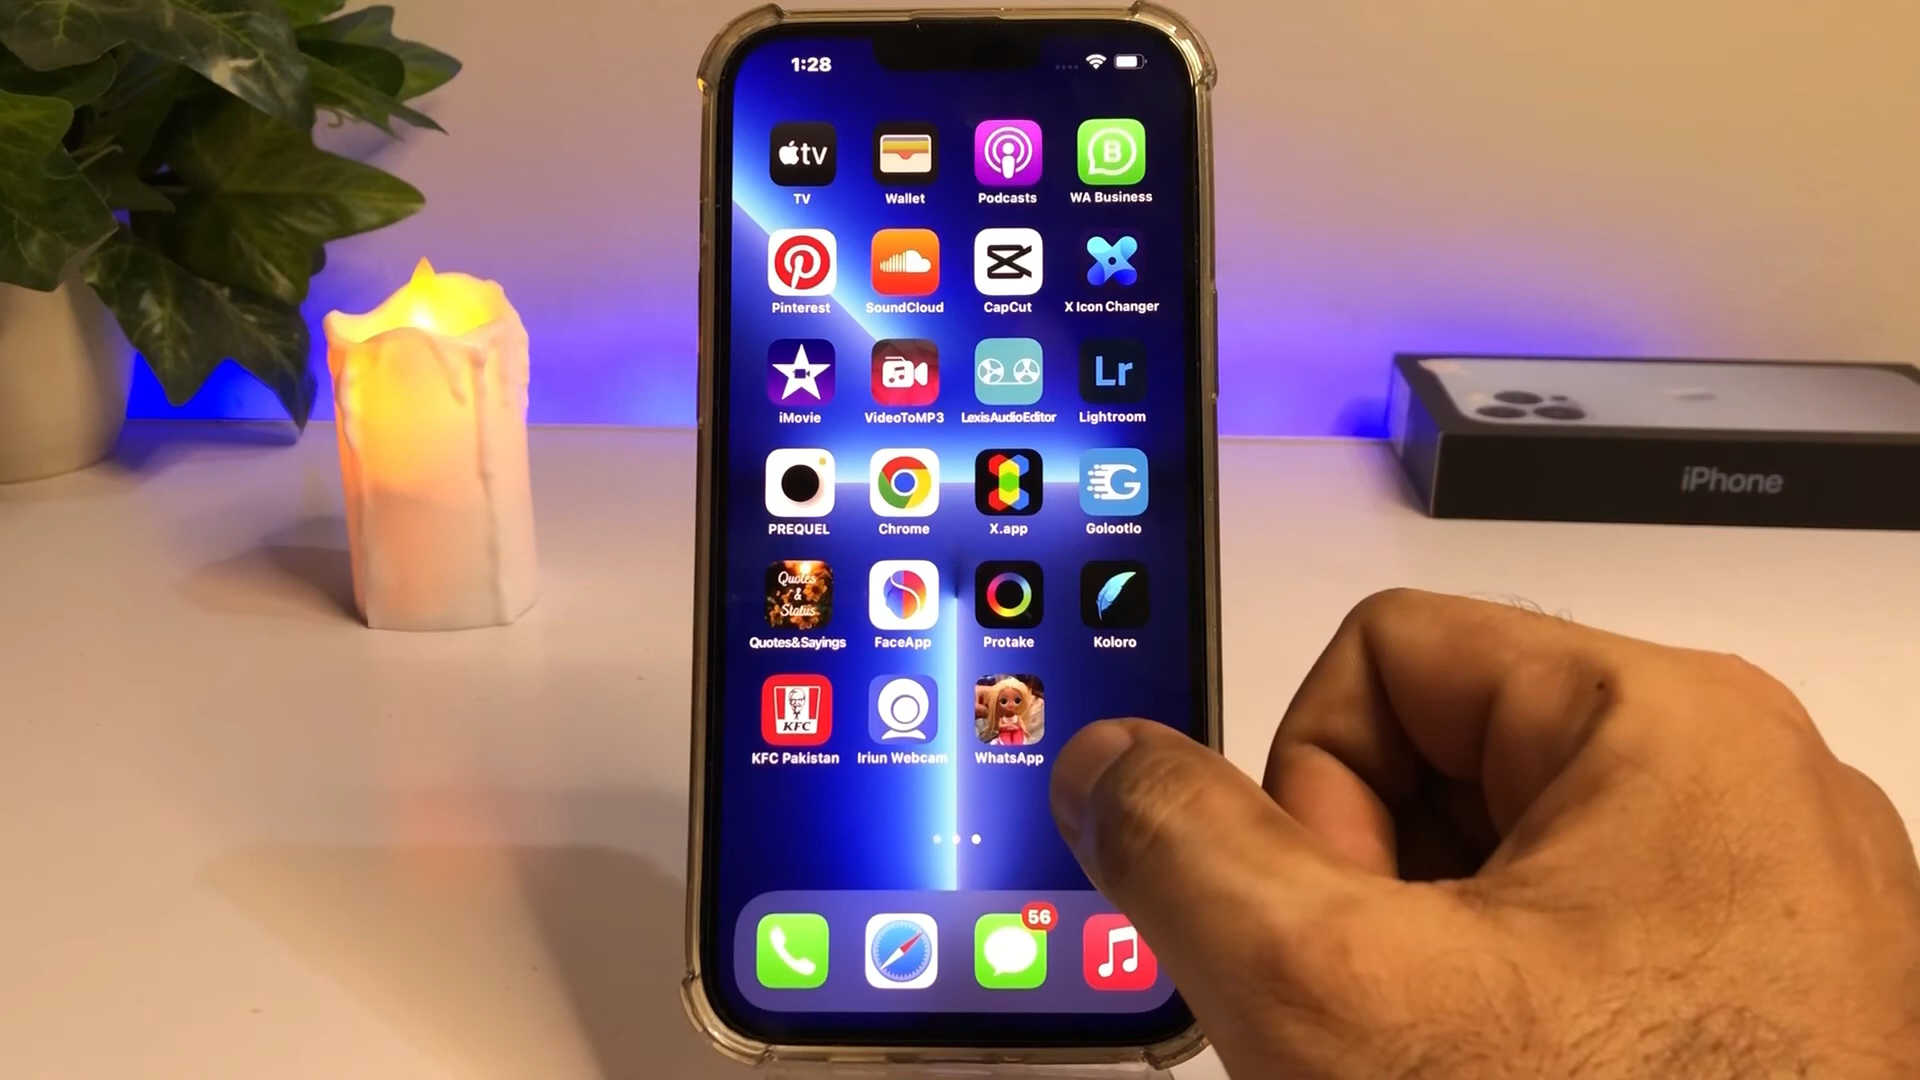 1:28
tv
B
TV
Wallet
Podcasts
WA Business
Pinterest
SoundCloud
CapCut
X Icon Changer
Lr
iMovie
VideoToMP3
LexisAudioEditor
Lightroom
iPhone
G
PREQUEL
Chrome
X.app
Golootlo
Quotes
&
Status
Quotes&Sayings
FaceApp
Protake
Koloro
KFC
KFC Pakistan
Iriun Webcam
WhatsApp
56